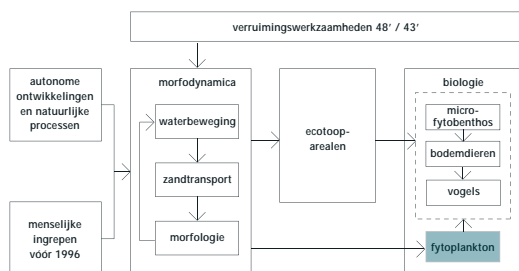 verruimingswerkzaamheden 48' / 43'
autonome
ontwikkelingen
en natuurlijke
processen
menselijke
ingrepen
vóór 1996
morfodynamica
waterbeweging
zandtransport
morfologie
ecotoop-
arealen
biologie
micro-
fytobenthos
bodemdieren
vogels
fytoplankton